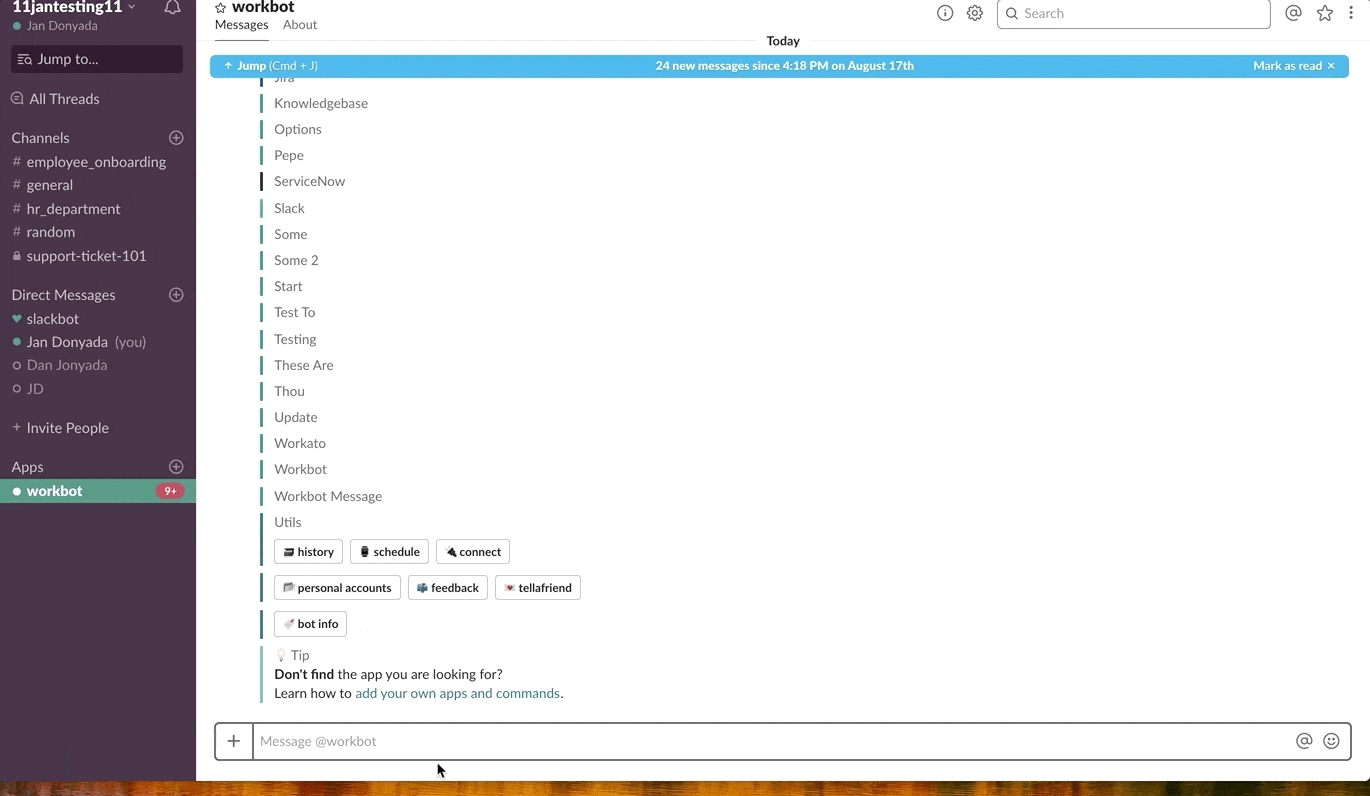 11jantesting11
Jan Donyada
Jump to...
All Threads
Channels
# employee_onboarding
# general
# hr_department
# random
support-ticket-101
Direct Messages
slackbot
Jan Donyada (you)
Dan Jonyada
JD
+ Invite People
Apps
workbot 9+
workbot
Messages About
Search
Today
↑ Jump (Cmd + J) 24 new messages since 4:18 PM on August 17th Mark as read ×
Jira
Knowledgebase
Options
Pepe
ServiceNow
Slack
Some
Some 2
Start
Test To
Testing
These Are
Thou
Update
Workato
Workbot
Workbot Message
Utils
history schedule connect
personal accounts feedback tellafriend
bot info
Tip
Don't find the app you are looking for?
Learn how to add your own apps and commands.
+ Message @workbot